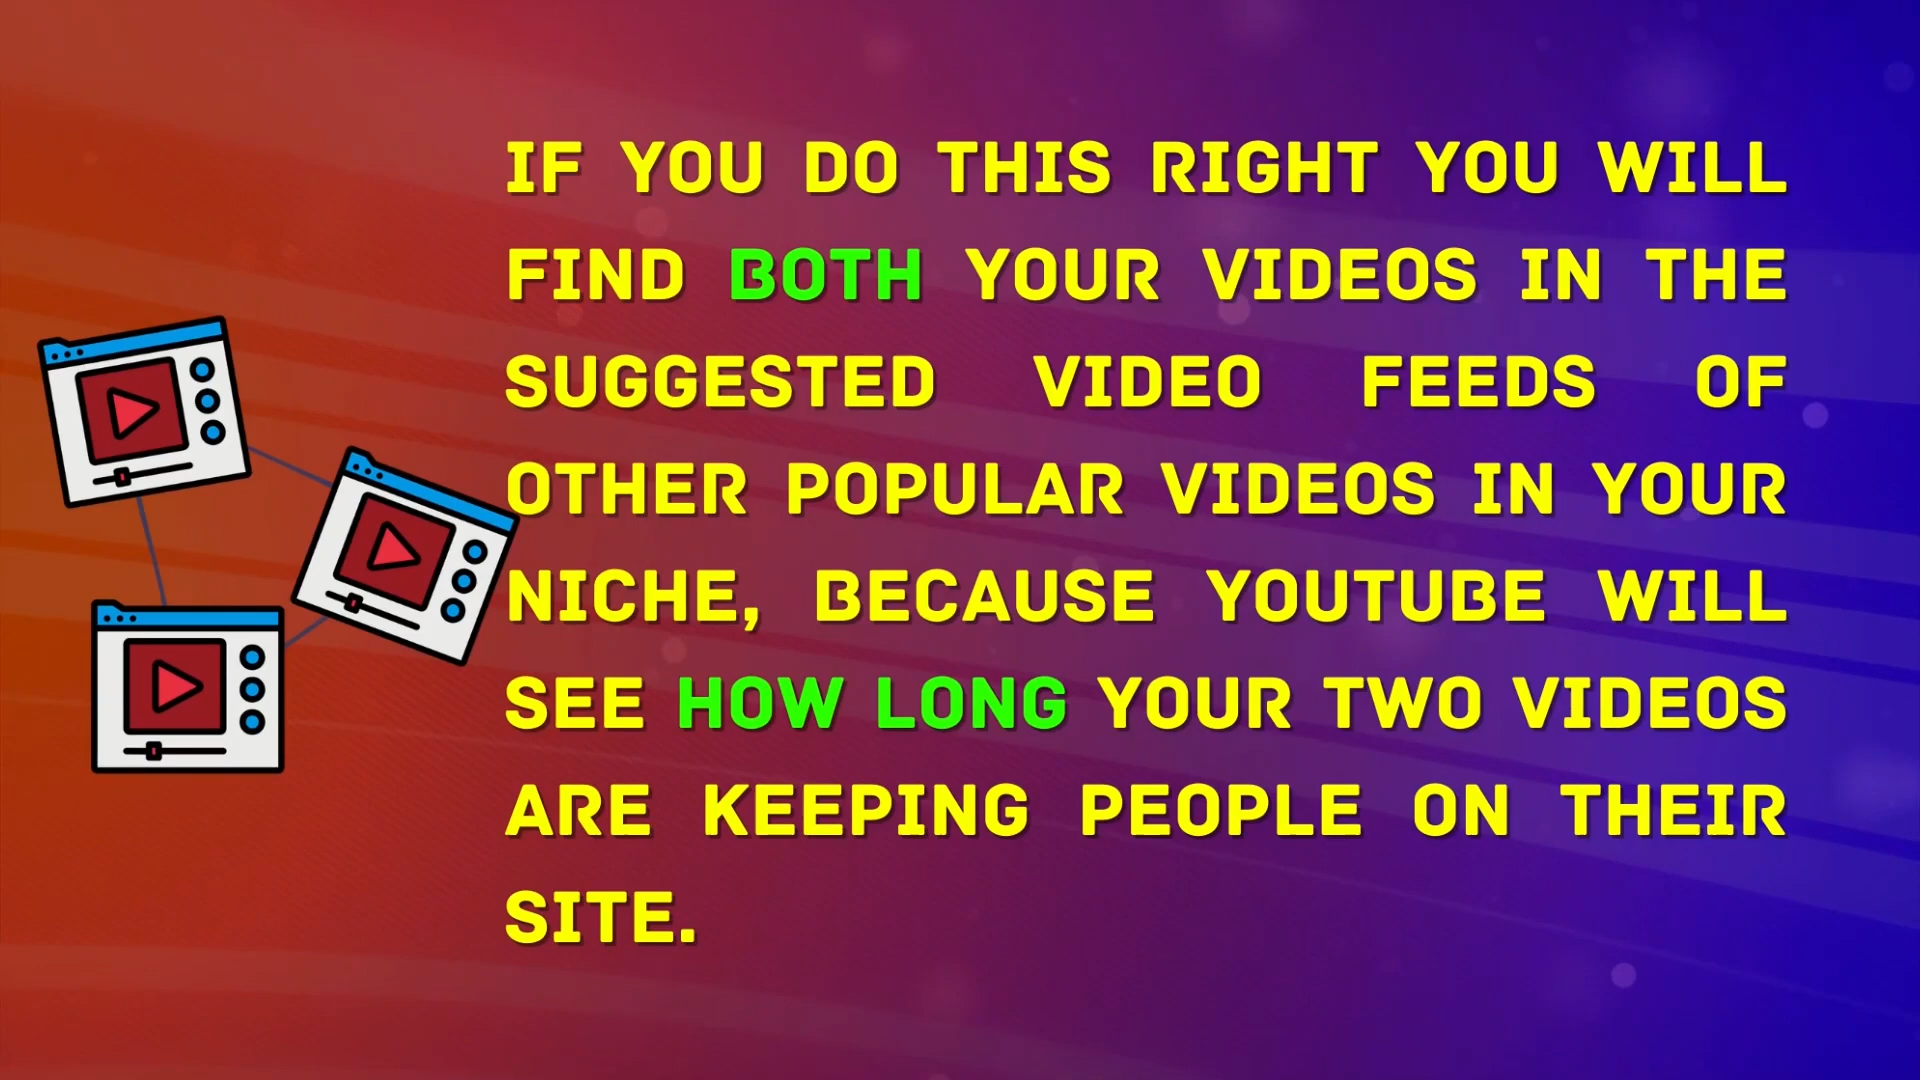 IF YOU DO THIS RIGHT YOU WILL
FIND BOTH YOUR VIDEOS IN THE
SUGGESTED VIDEO FEEDS OF
OTHER POPULAR VIDEOS IN YOUR
NICHE, BECAUSE YOUTUBE WILL
SEE HOW LONG YOUR TWO VIDEOS
ARE KEEPING PEOPLE ON THEIR
SITE.